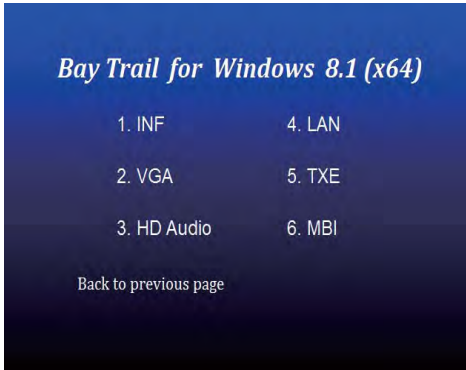 Bay Trail for Windows 8.1 (x64)
1. INF
2. VGA
3. HD Audio
4. LAN
5. TXE
6. MBI
Back to previous page